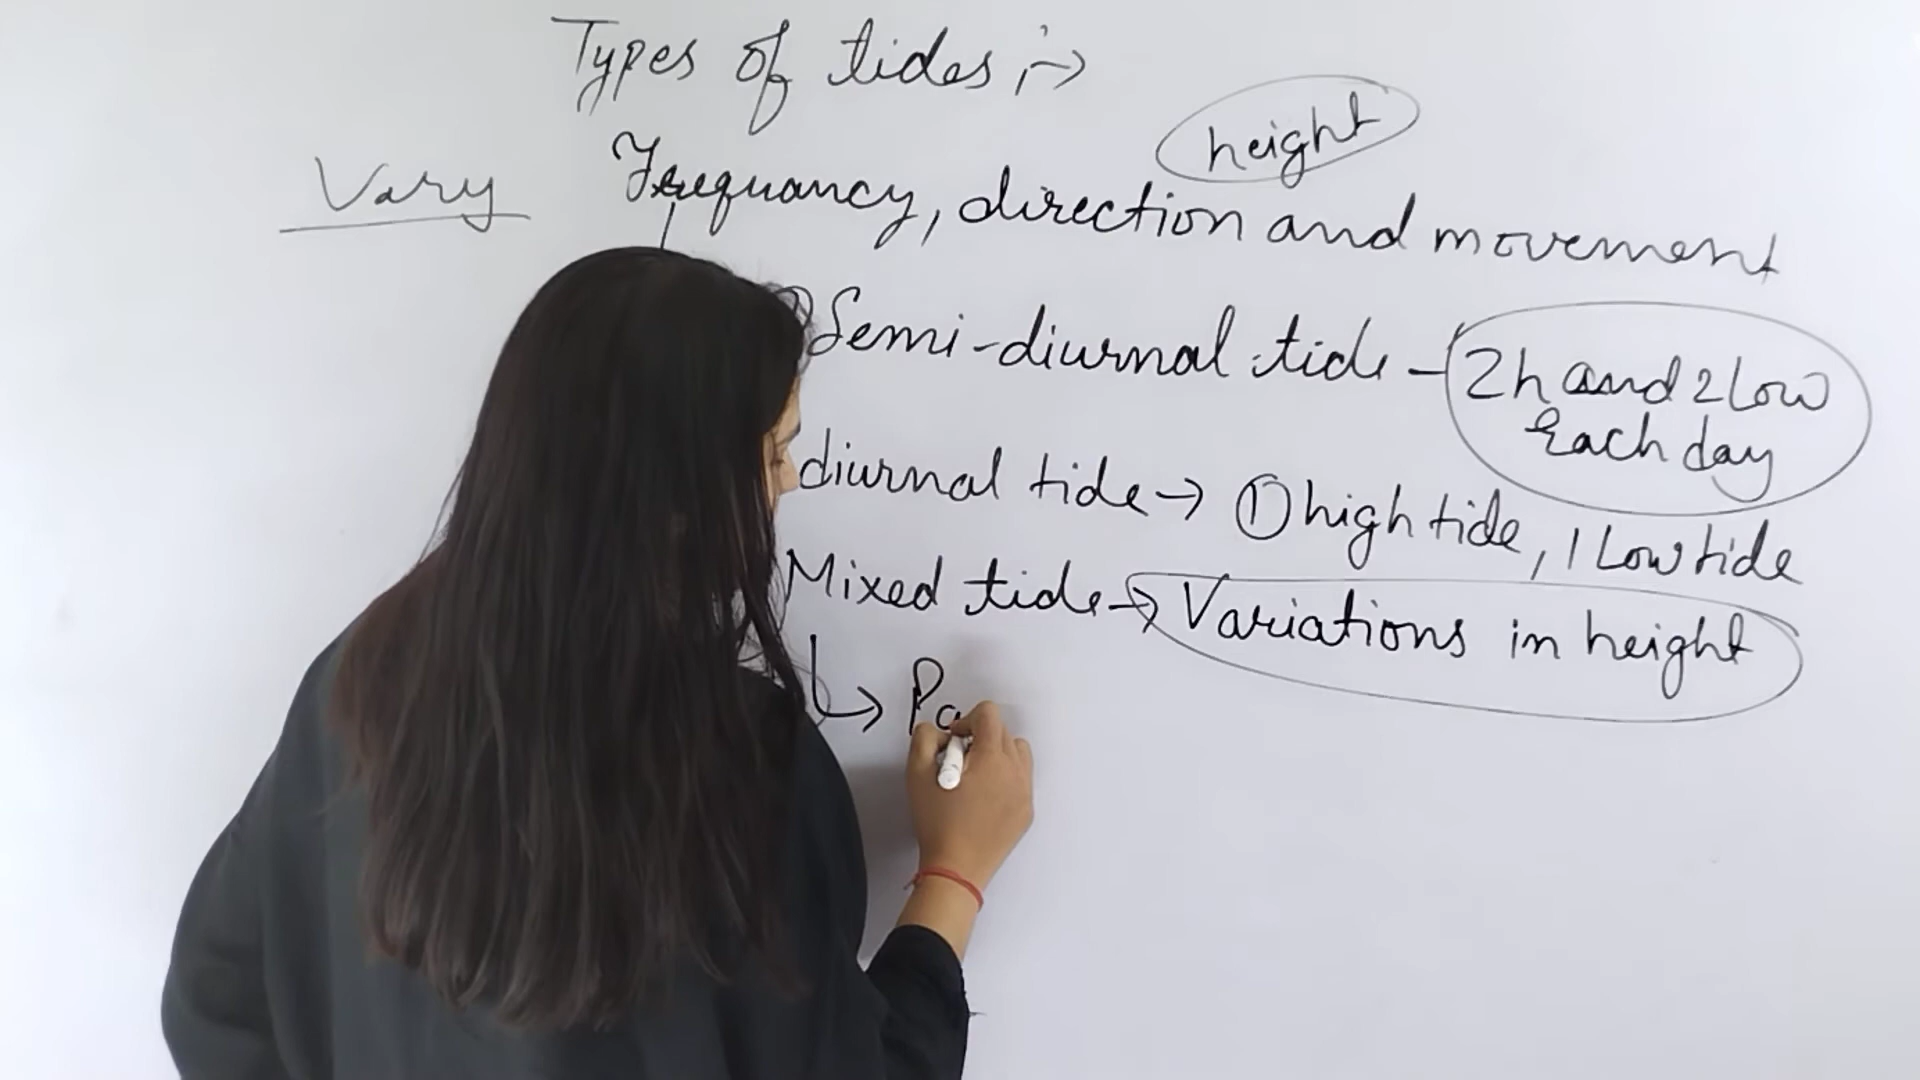 Types of tides :->
height
Vary Frequancy, direction and movement
Semi-diurnal tide - 2h and 2 Low
Each day
diurnal tide -> 1 high tide, 1 Low tide
Mixed tide -> Variations in height
-> Pa